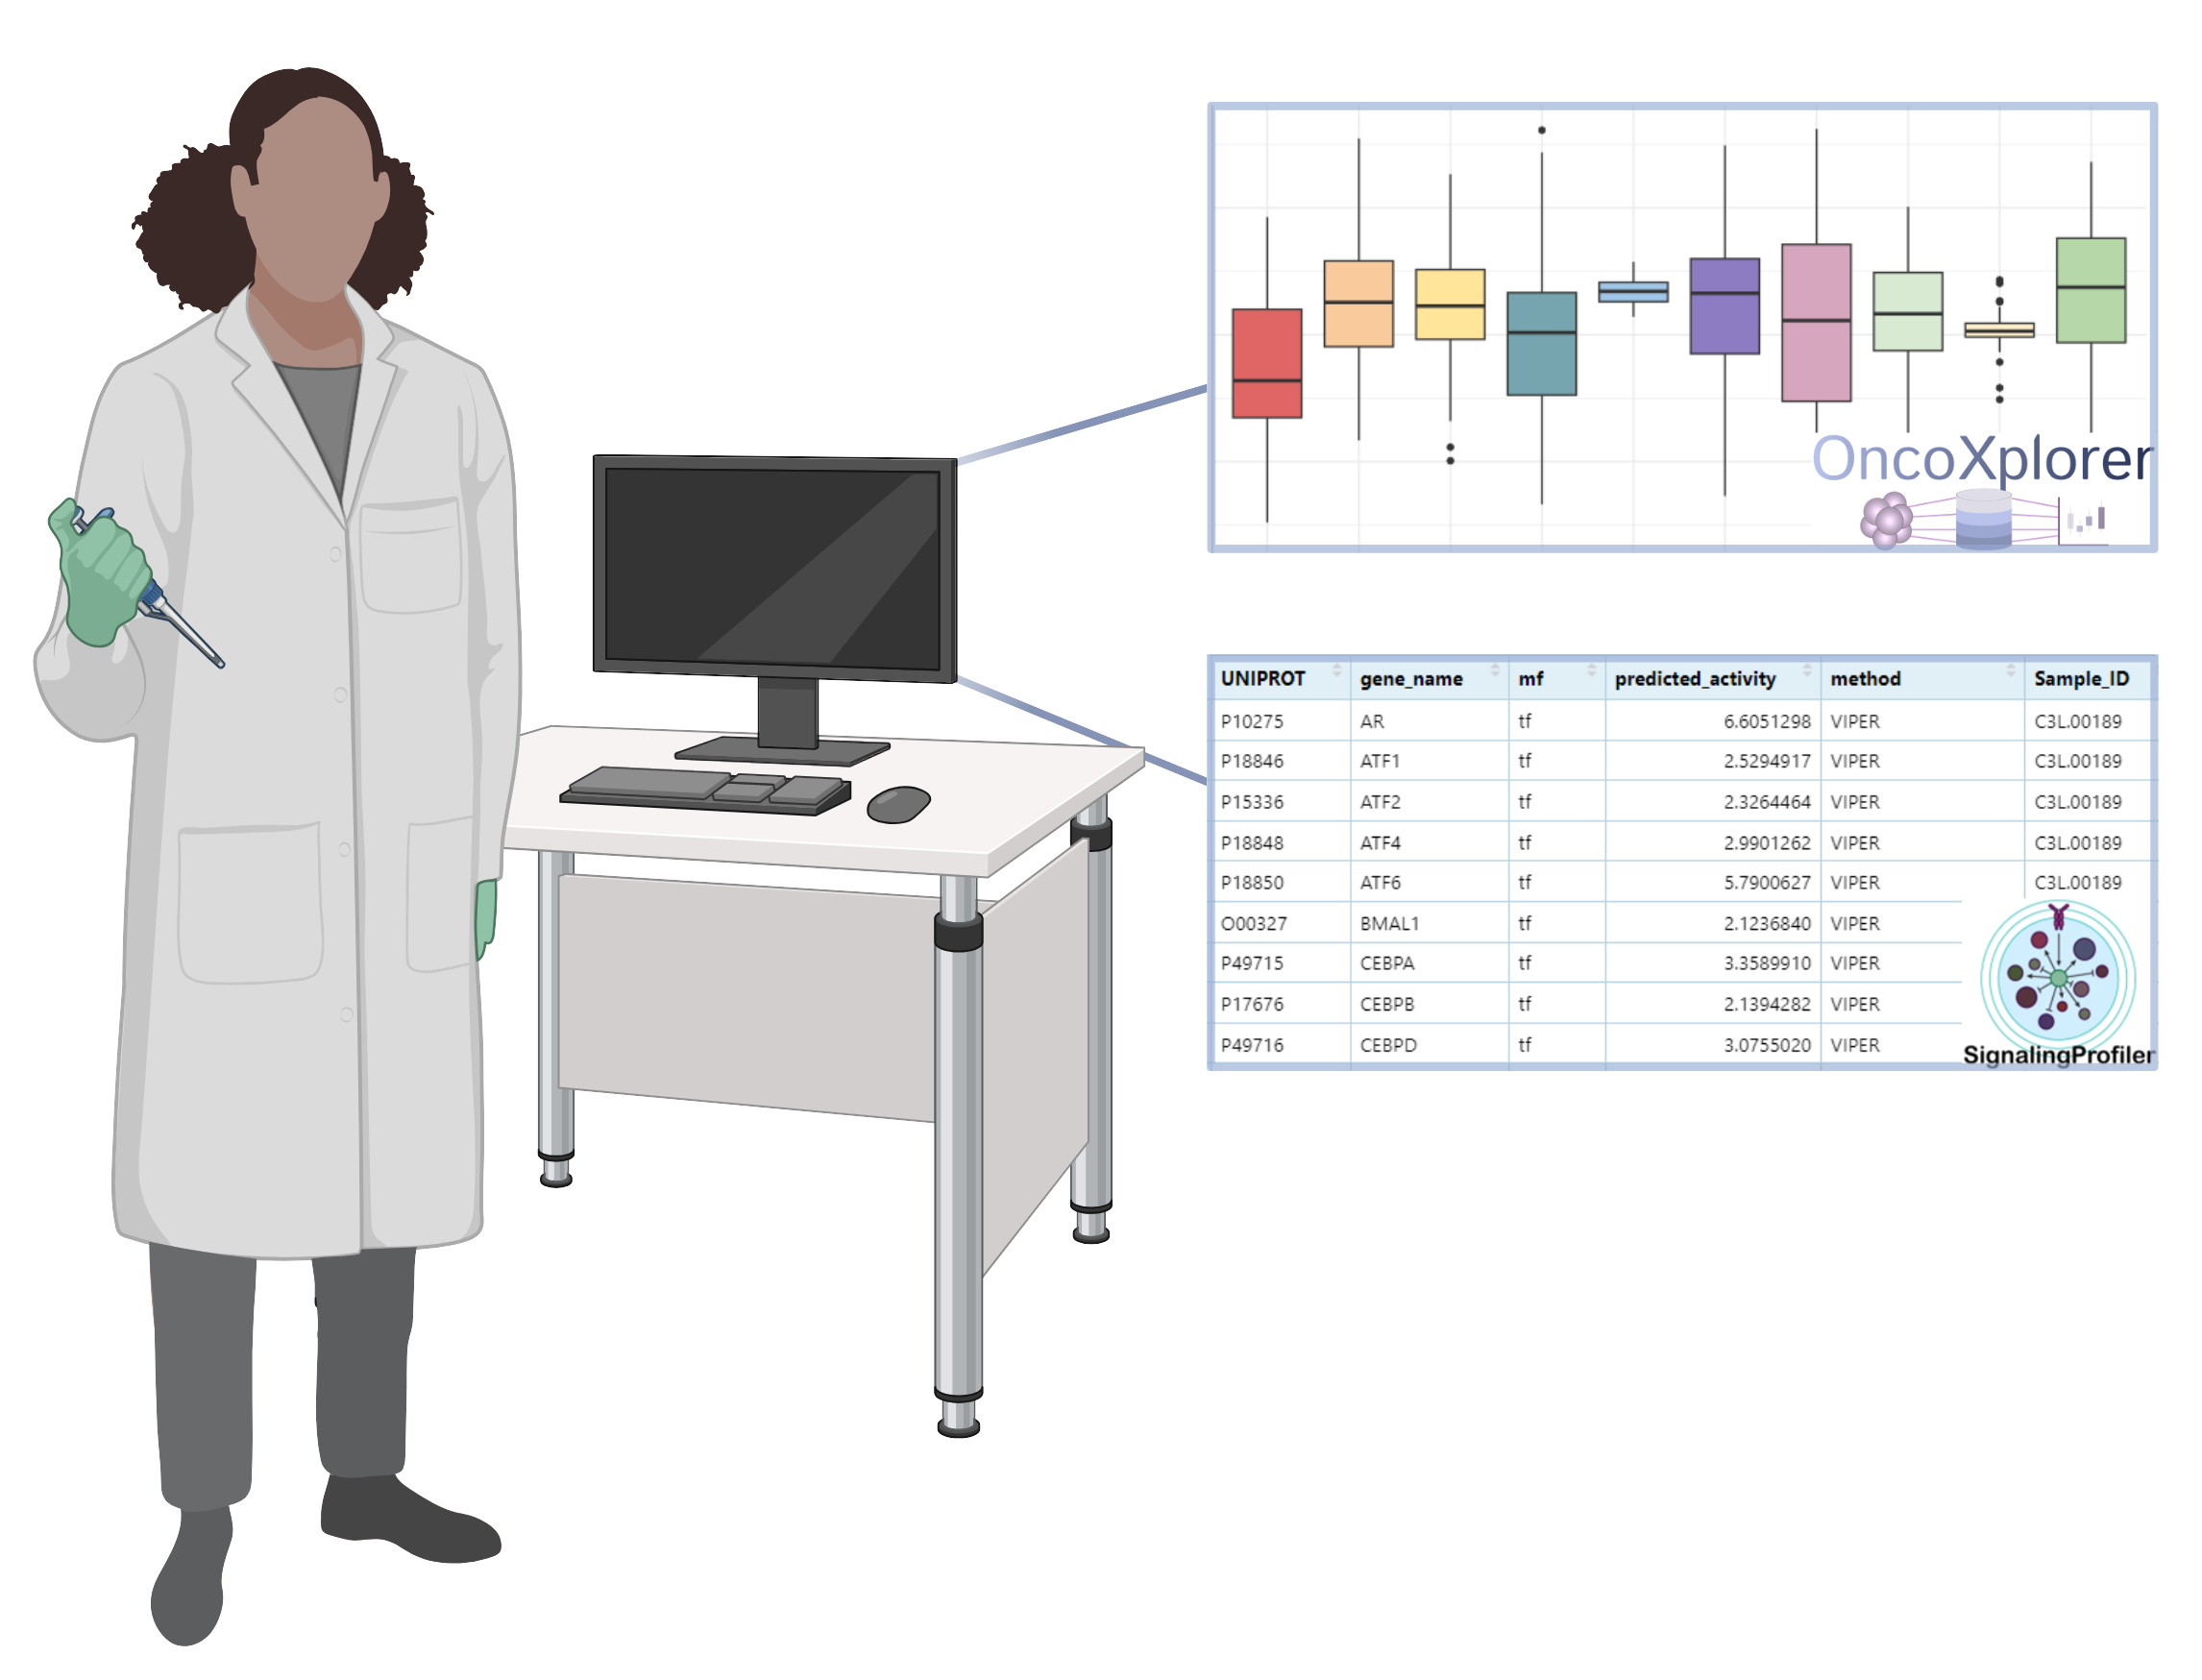 OncoXplorer
UNIPROT gene_name mf predicted_activity method Sample_ID
P10275 AR tf 6.6051298 VIPER C3L.00189
P18846 ATF1 tf 2.5294917 VIPER C3L.00189
P15336 ATF2 tf 2.3264464 VIPER C3L.00189
P18848 ATF4 tf 2.9901262 VIPER C3L.00189
P18850 ATF6 tf 5.7900627 VIPER C3L.00189
O00327 BMAL1 tf 2.1236840 VIPER
P49715 CEBPA tf 3.3589910 VIPER
P17676 CEBPB tf 2.1394282 VIPER
P49716 CEBPD tf 3.0755020 VIPER
SignalingProfiler